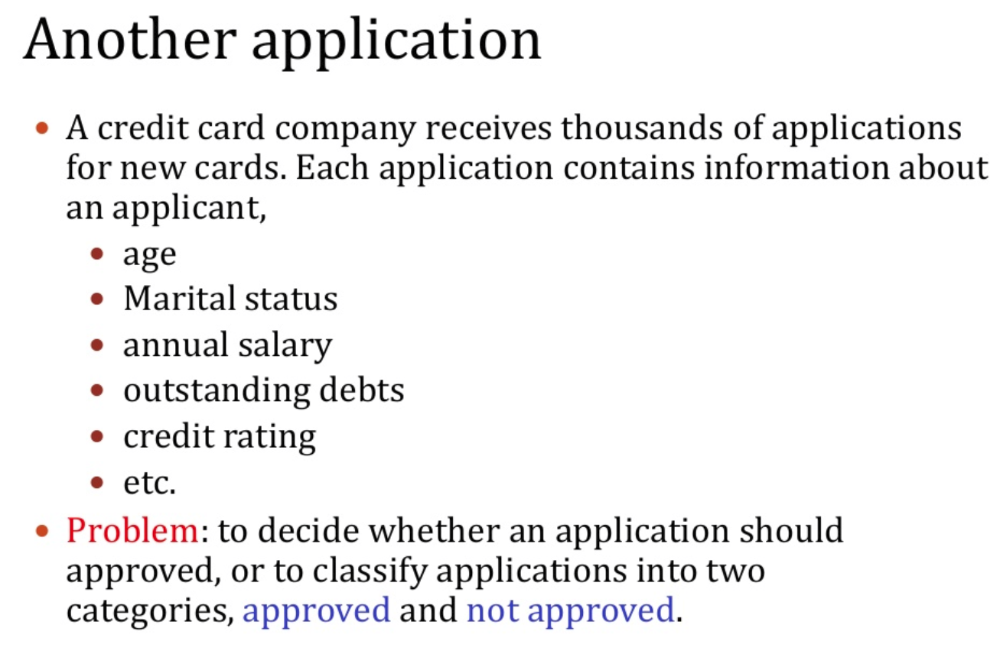 Another application
• A credit card company receives thousands of applications
for new cards. Each application contains information about
an applicant,
• age
• Marital status
• annual salary
• outstanding debts
• credit rating
• etc.
• Problem: to decide whether an application should
approved, or to classify applications into two
categories, approved and not approved.